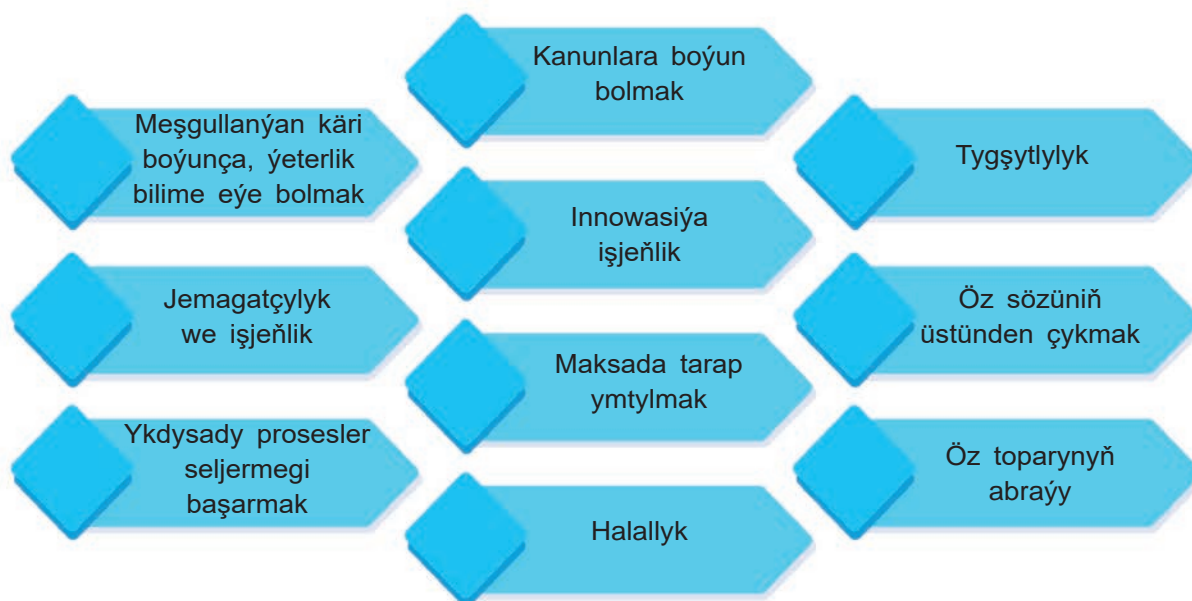 Meşgullanýan käri
boýunça, ýeterlik
bilime eýe bolmak
Jemagatçylyk
we işjeňlik
Ykdysady prosesler
seljermegi
başarmak
Kanunlara boýun
bolmak
Innowasiýa
işjeňlik
Maksada tarap
ymtylmak
Halallyk
Tygşytlylyk
Öz sözüniň
üstünden çykmak
Öz toparynyň
abraýy